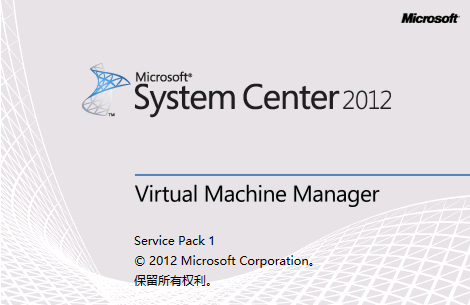 Microsoft
Microsoft®
System Center 2012
™
Virtual Machine Manager
Service Pack 1
© 2012 Microsoft Corporation。
保留所有权利。